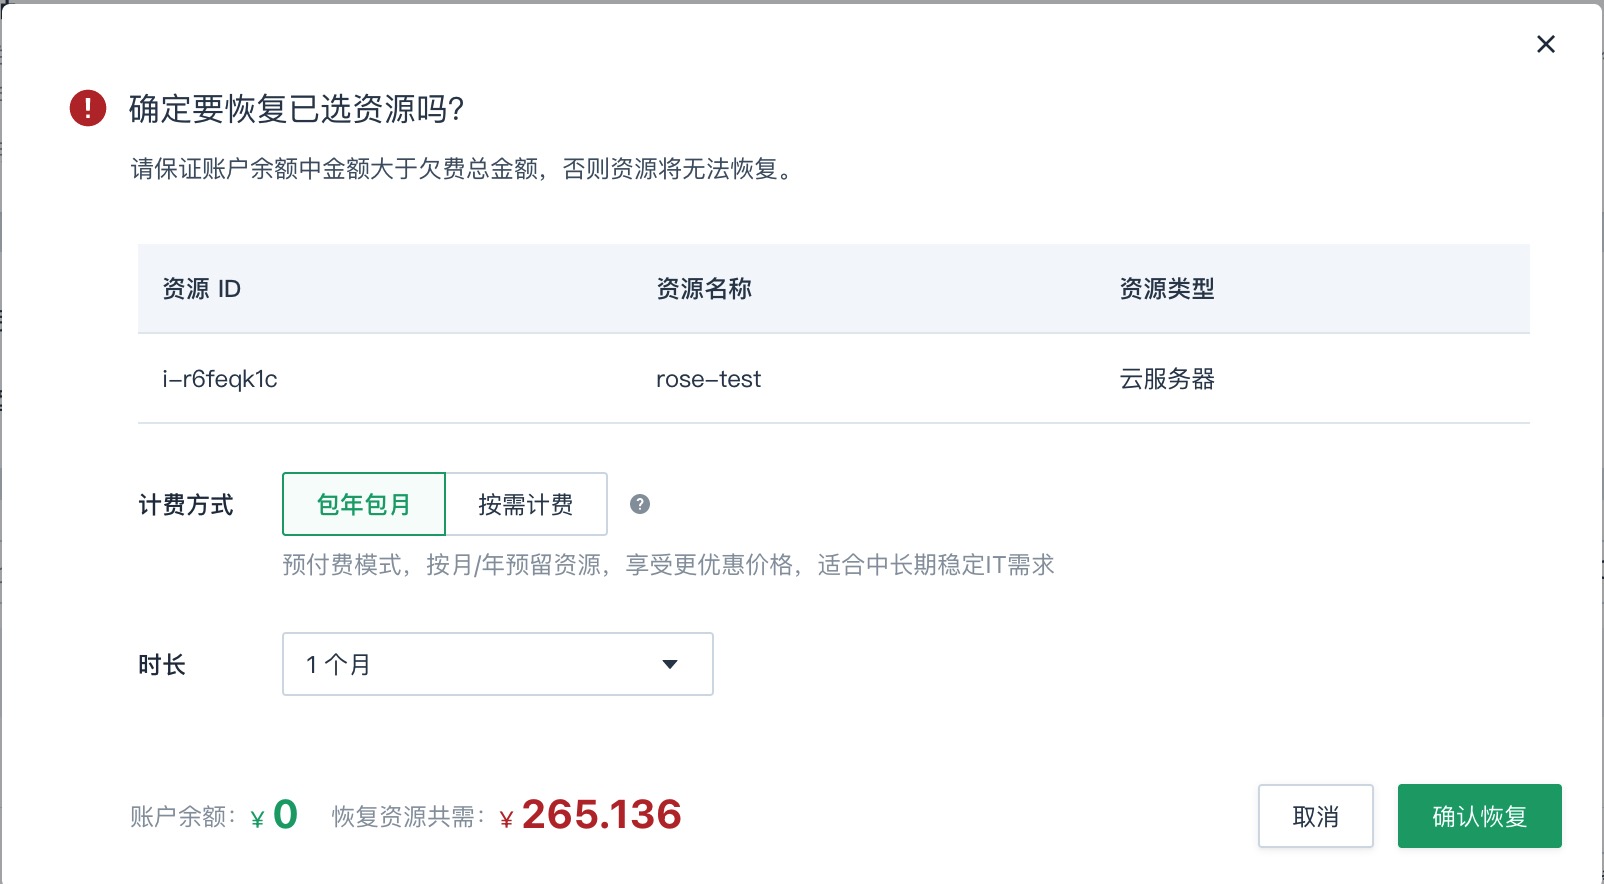 确定要恢复已选资源吗?
请保证账户余额中金额大于欠费总金额，否则资源将无法恢复。
资源 ID 资源名称 资源类型
i-r6feqk1c rose-test 云服务器
计费方式 包年包月 按需计费 ?
预付费模式，按月/年预留资源，享受更优惠价格，适合中长期稳定IT需求
时长 1 个月
账户余额: ¥ 0 恢复资源共需: ¥ 265.136 取消 确认恢复